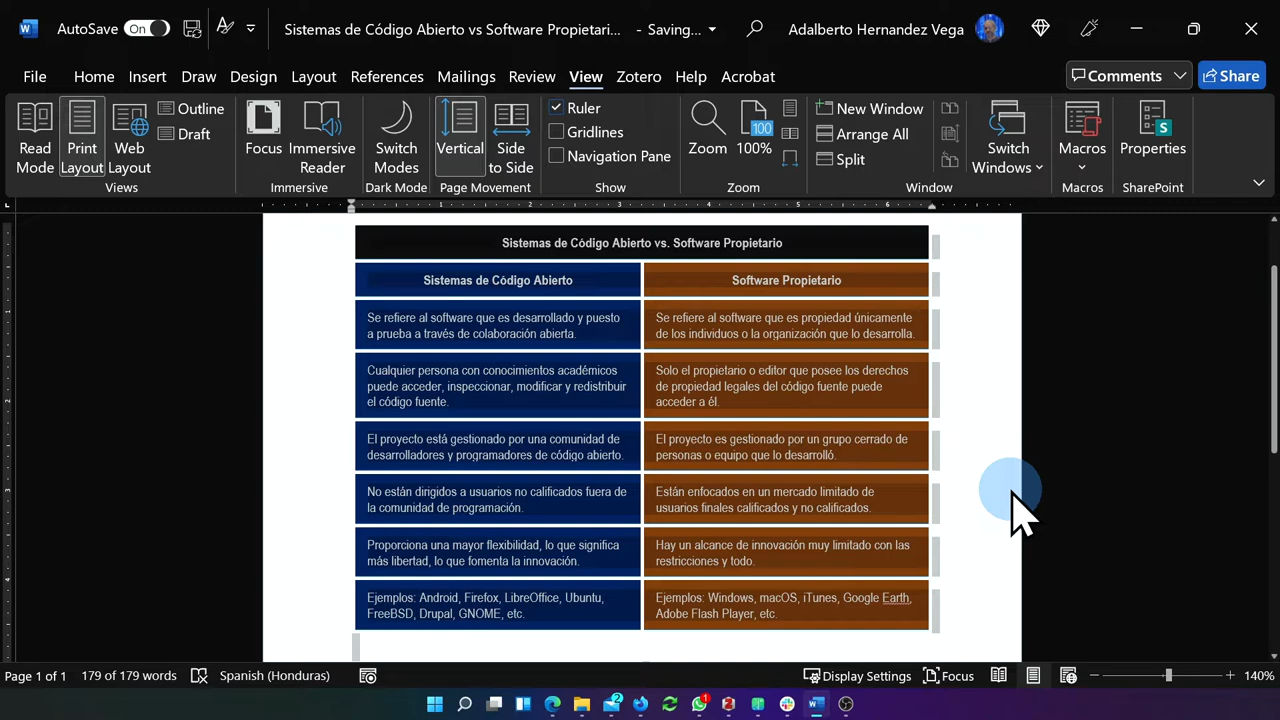 AutoSave On Sistemas de Código Abierto vs Software Propietari... - Saving... Adalberto Hernandez Vega
File Home Insert Draw Design Layout References Mailings Review View Zotero Help Acrobat Comments Share
Read Mode
Print Layout
Web Layout
Outline
Draft
Views
Focus
Immersive Reader
Immersive
Switch Modes
Dark Mode
Vertical
Side to Side
Page Movement
Ruler
Gridlines
Navigation Pane
Show
Zoom
100
100%
Zoom
New Window
Arrange All
Split
Switch Windows
Window
Macros
Macros
S
Properties
SharePoint
L 1 2 3 4 5 6
1
2
3
4
Sistemas de Código Abierto vs. Software Propietario
Sistemas de Código Abierto
Software Propietario
Se refiere al software que es desarrollado y puesto
a prueba a través de colaboración abierta.
Se refiere al software que es propiedad únicamente
de los individuos o la organización que lo desarrolla.
Cualquier persona con conocimientos académicos
puede acceder, inspeccionar, modificar y redistribuir
el código fuente.
Solo el propietario o editor que posee los derechos
de propiedad legales del código fuente puede
acceder a él.
El proyecto está gestionado por una comunidad de
desarrolladores y programadores de código abierto.
El proyecto es gestionado por un grupo cerrado de
personas o equipo que lo desarrolló.
No están dirigidos a usuarios no calificados fuera de
la comunidad de programación.
Están enfocados en un mercado limitado de
usuarios finales calificados y no calificados.
Proporciona una mayor flexibilidad, lo que significa
más libertad, lo que fomenta la innovación.
Hay un alcance de innovación muy limitado con las
restricciones y todo.
Ejemplos: Android, Firefox, LibreOffice, Ubuntu,
FreeBSD, Drupal, GNOME, etc.
Ejemplos: Windows, macOS, iTunes, Google Earth,
Adobe Flash Player, etc.
Page 1 of 1 179 of 179 words Spanish (Honduras) Display Settings Focus 140%
2 1